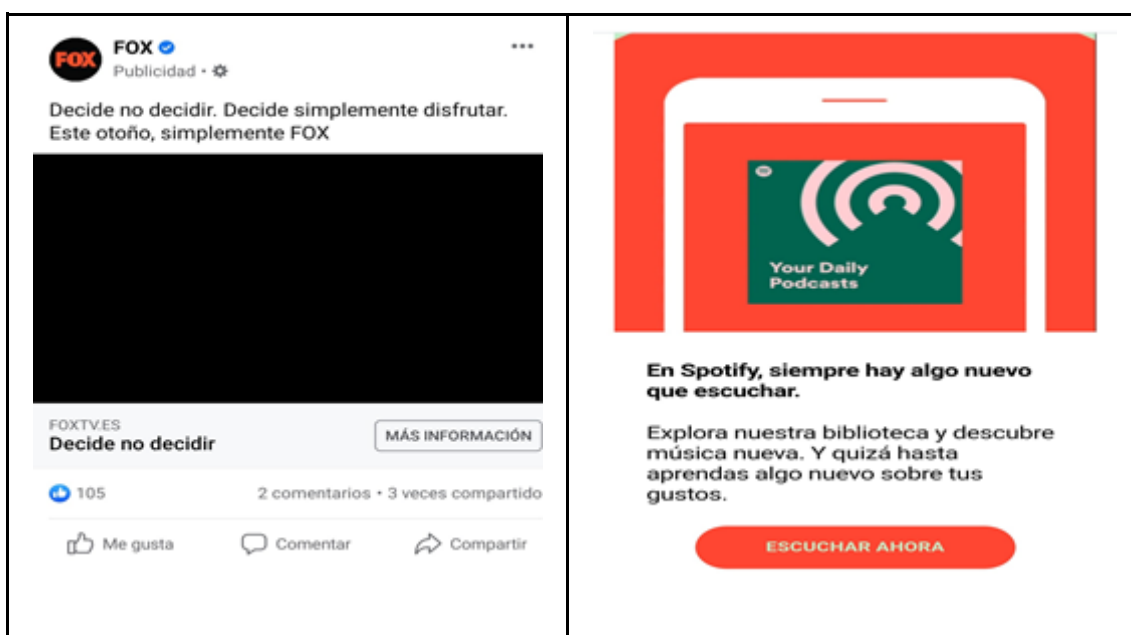 FOX
FOX
Publicidad
Decide no decidir. Decide simplemente disfrutar.
Este otoño, simplemente FOX
FOXTV.ES
Decide no decidir
MÁS INFORMACIÓN
105
2 comentarios • 3 veces compartido
Me gusta
Comentar
Compartir
Your Daily
Podcasts
En Spotify, siempre hay algo nuevo
que escuchar.
Explora nuestra biblioteca y descubre
música nueva. Y quizá hasta
aprendas algo nuevo sobre tus
gustos.
ESCUCHAR AHORA